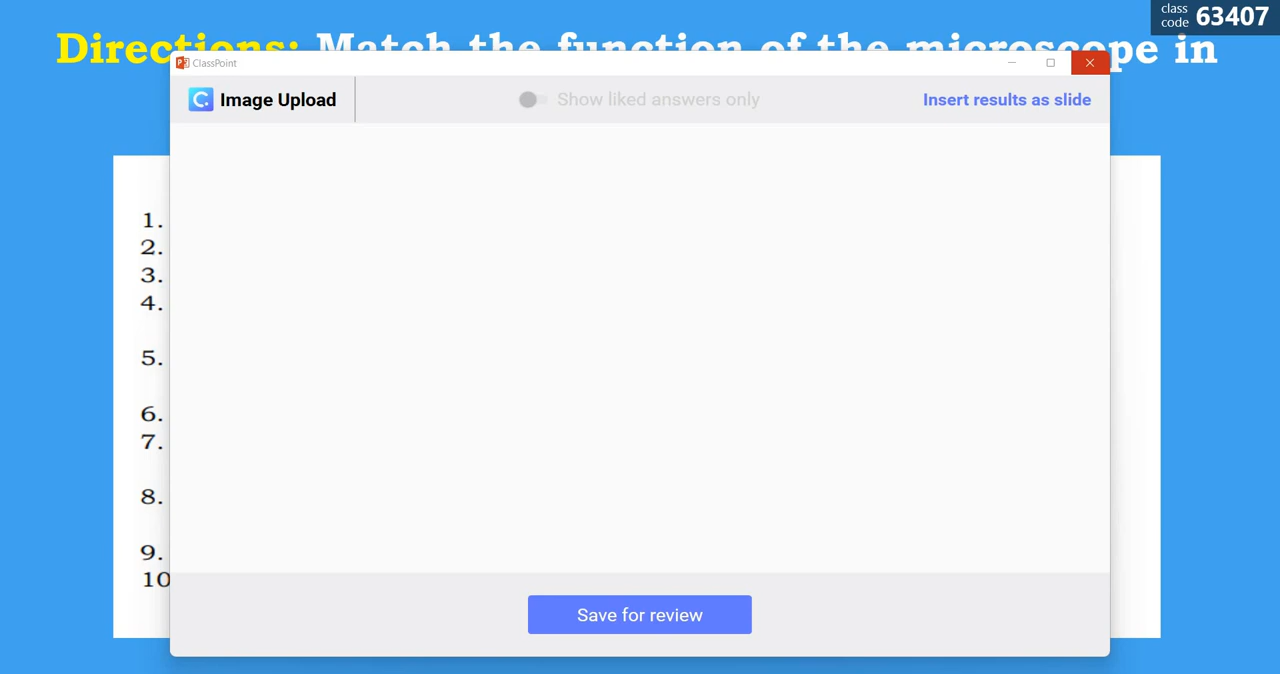 class
code 63407
Directions: Match the function of the microscope in
ClassPoint
Image Upload
Show liked answers only
Insert results as slide
1.
2.
3.
4.
5.
6.
7.
8.
9.
10
Save for review